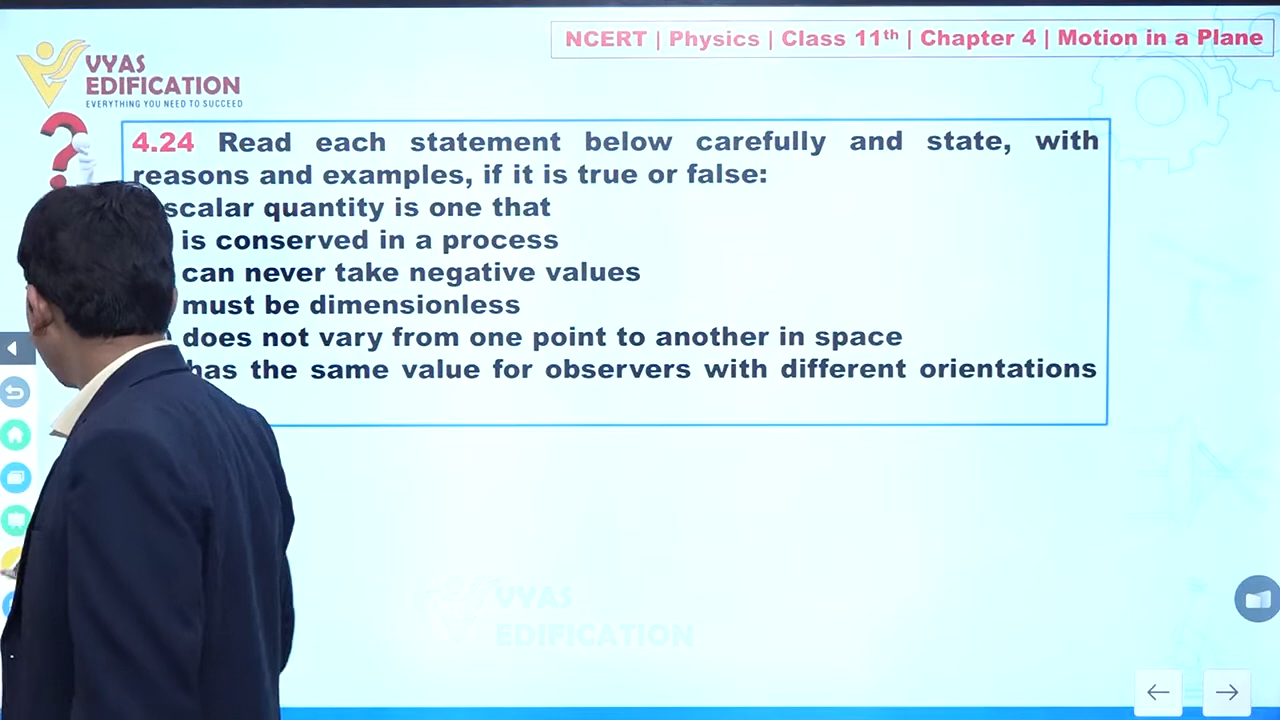 NCERT | Physics | Class 11th | Chapter 4 | Motion in a Plane
VYAS
EDIFICATION
EVERYTHING YOU NEED TO SUCCEED
4.24 Read each statement below carefully and state, with
reasons and examples, if it is true or false:
scalar quantity is one that
is conserved in a process
can never take negative values
must be dimensionless
does not vary from one point to another in space
has the same value for observers with different orientations
VYAS
EDIFICATION